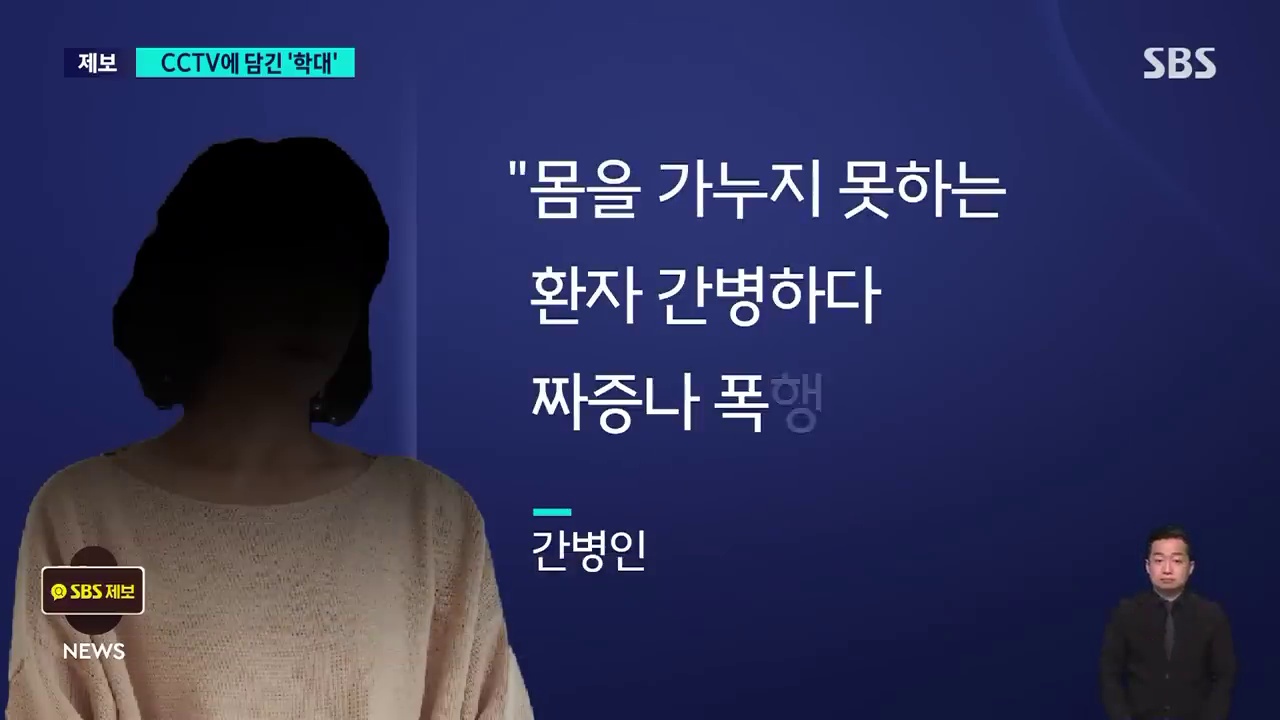 제보 CCTV에 담긴 '학대'
SBS
"몸을 가누지 못하는
환자 간병하다
짜증나 폭행
간병인
SBS 제보
NEWS